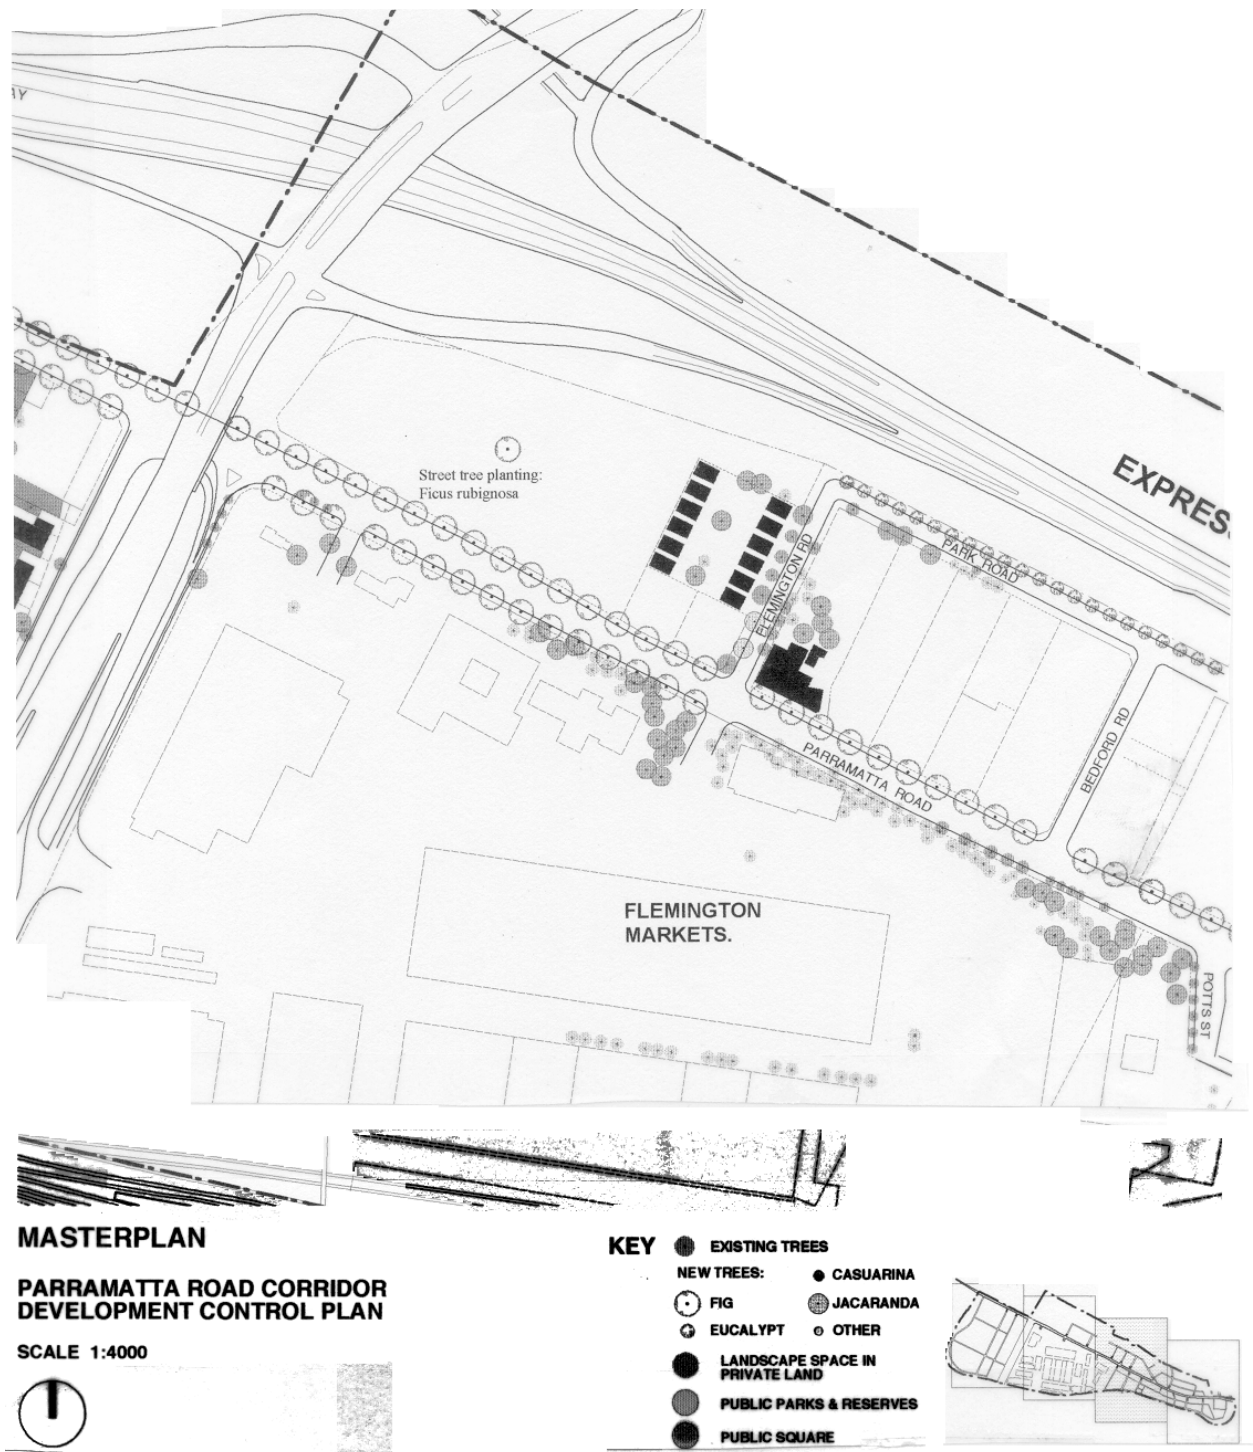 AY
Street tree planting:
Ficus rubignosa
EXPRES
PARK ROAD
FLEMINGTON RD
BEDFORD RD
PARRAMATTA ROAD
FLEMINGTON
MARKETS.
POTTS ST
MASTERPLAN
PARRAMATTA ROAD CORRIDOR
DEVELOPMENT CONTROL PLAN
SCALE 1:4000
KEY
EXISTING TREES
NEW TREES:
CASUARINA
FIG
JACARANDA
EUCALYPT
OTHER
LANDSCAPE SPACE IN
PRIVATE LAND
PUBLIC PARKS & RESERVES
PUBLIC SQUARE